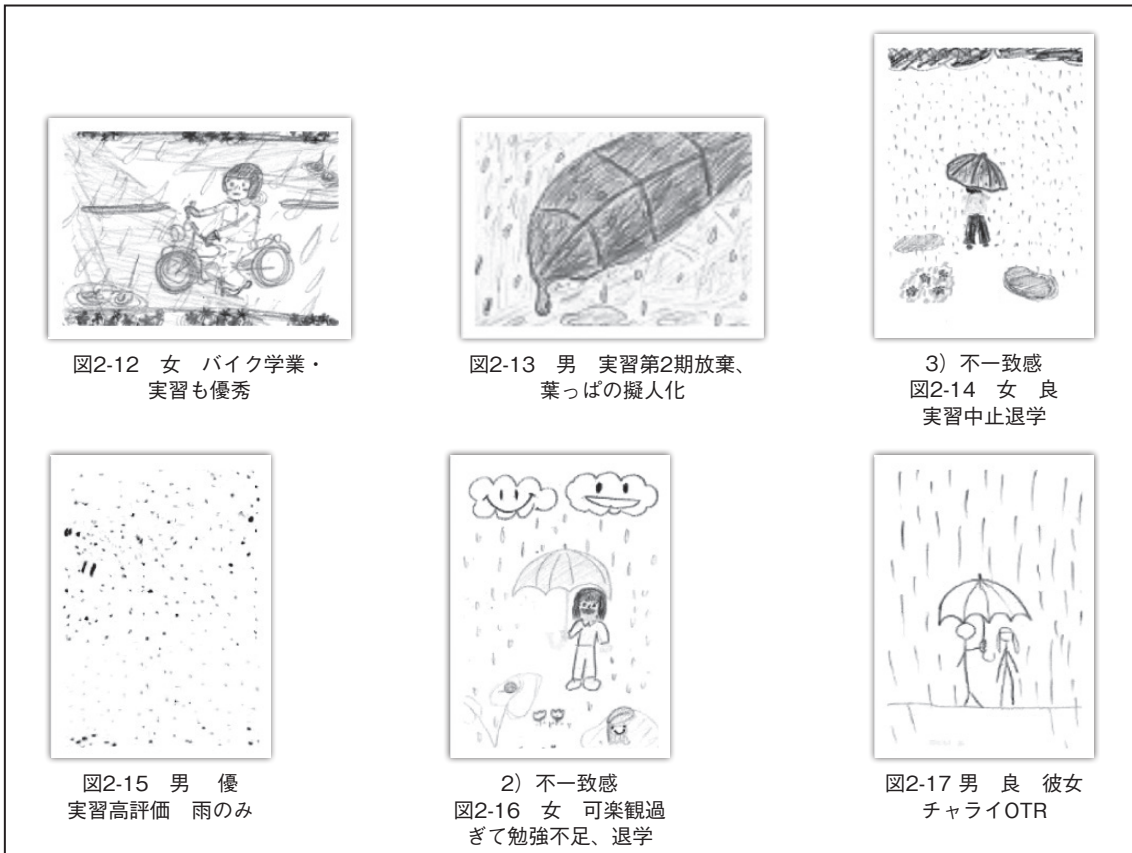 図2-12　女　バイク学業・
実習も優秀
図2-13　男　実習第2期放棄、
葉っぱの擬人化
3）不一致感
図2-14　女　良
実習中止退学
図2-15　男　優
実習高評価　雨のみ
2）不一致感
図2-16　女　可楽観過
ぎて勉強不足、退学
図2-17 男　良　彼女
チャライOTR